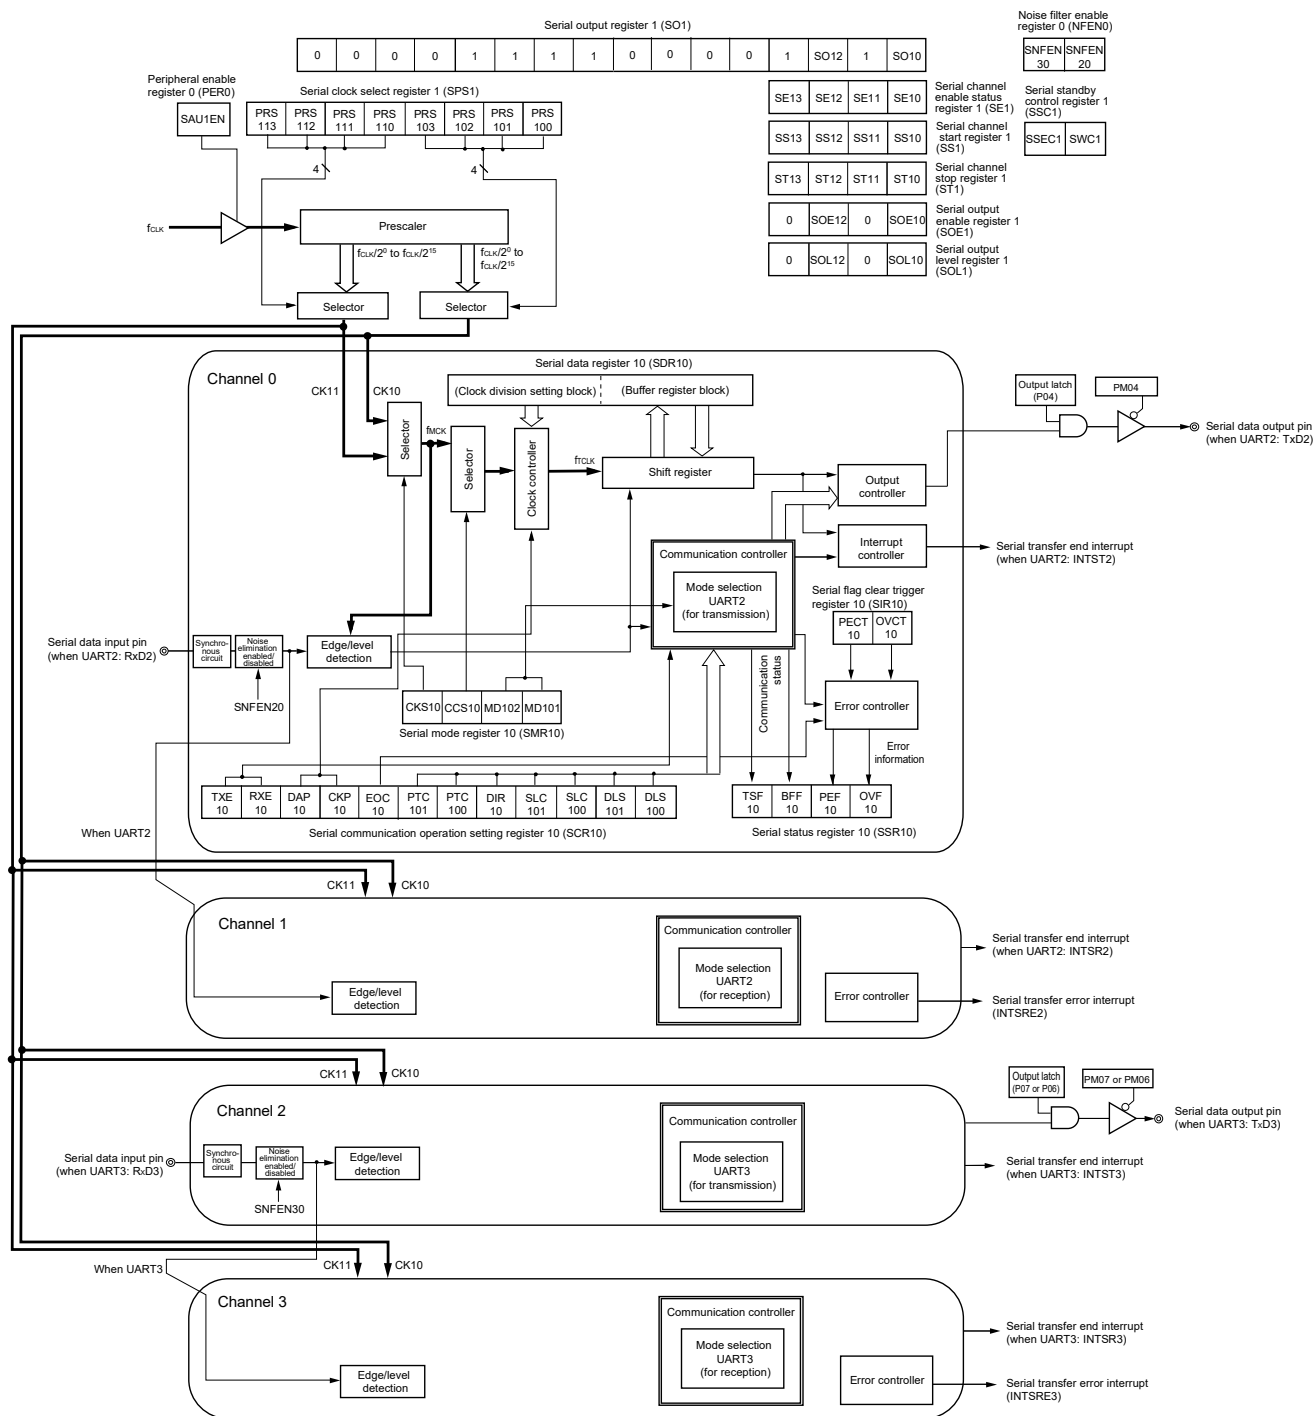 Serial output register 1 (SO1)
0 0 0 0 1 1 1 1 0 0 0 0 1 SO12 1 SO10
Noise filter enable
register 0 (NFEN0)
SNFEN SNFEN
30 20
Peripheral enable
register 0 (PER0)
SAU1EN
Serial clock select register 1 (SPS1)
PRS PRS PRS PRS PRS PRS PRS PRS
113 112 111 110 103 102 101 100
4 4
SE13 SE12 SE11 SE10
Serial channel
enable status
register 1 (SE1)
Serial standby
control register 1
(SSC1)
SSEC1 SWC1
SS13 SS12 SS11 SS10
Serial channel
start register 1
(SS1)
ST13 ST12 ST11 ST10
Serial channel
stop register 1
(ST1)
0 SOE12 0 SOE10
Serial output
enable register 1
(SOE1)
0 SOL12 0 SOL10
Serial output
level register 1
(SOL1)
fCLK
Prescaler
fCLK/2⁰ to fCLK/2¹⁵
fCLK/2⁰ to
fCLK/2¹⁵
Selector
Selector
Channel 0
CK11
CK10
Serial data register 10 (SDR10)
(Clock division setting block) (Buffer register block)
Selector
fMCK
Selector
Clock controller
fTCLK
Shift register
Output
controller
Interrupt
controller
Output latch
(P04)
PM04
Serial data output pin
(when UART2: TxD2)
Serial transfer end interrupt
(when UART2: INTST2)
Communication controller
Mode selection
UART2
(for transmission)
Serial flag clear trigger
register 10 (SIR10)
PECT OVCT
10 10
Serial data input pin
(when UART2: RxD2)
Synchro-
nous
circuit
Noise
elimination
enabled/
disabled
Edge/level
detection
SNFEN20
CKS10 CCS10 MD102 MD101
Serial mode register 10 (SMR10)
Communication
status
Error controller
Error
information
TXE RXE DAP CKP EOC PTC PTC DIR SLC SLC DLS DLS
10 10 10 10 10 101 100 10 101 100 101 100
Serial communication operation setting register 10 (SCR10)
TSF BFF PEF OVF
10 10 10 10
Serial status register 10 (SSR10)
When UART2
CK11
CK10
Channel 1
Communication controller
Mode selection
UART2
(for reception)
Edge/level
detection
Error controller
Serial transfer end interrupt
(when UART2: INTSR2)
Serial transfer error interrupt
(INTSRE2)
CK11
CK10
Channel 2
Communication controller
Mode selection
UART3
(for transmission)
Output latch
(P07 or P06)
PM07 or PM06
Serial data output pin
(when UART3: TxD3)
Serial data input pin
(when UART3: RxD3)
Synchro-
nous
circuit
Noise
elimination
enabled/
disabled
Edge/level
detection
SNFEN30
Serial transfer end interrupt
(when UART3: INTST3)
When UART3
CK11
CK10
Channel 3
Communication controller
Mode selection
UART3
(for reception)
Edge/level
detection
Error controller
Serial transfer end interrupt
(when UART3: INTSR3)
Serial transfer error interrupt
(INTSRE3)